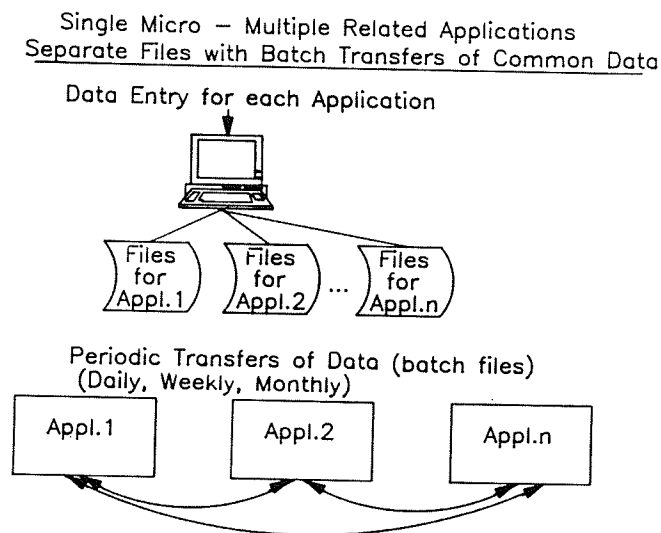 Single Micro – Multiple Related Applications
Separate Files with Batch Transfers of Common Data
Data Entry for each Application
Files for Appl.1
Files for Appl.2
...
Files for Appl.n
Periodic Transfers of Data (batch files)
(Daily, Weekly, Monthly)
Appl.1
Appl.2
Appl.n